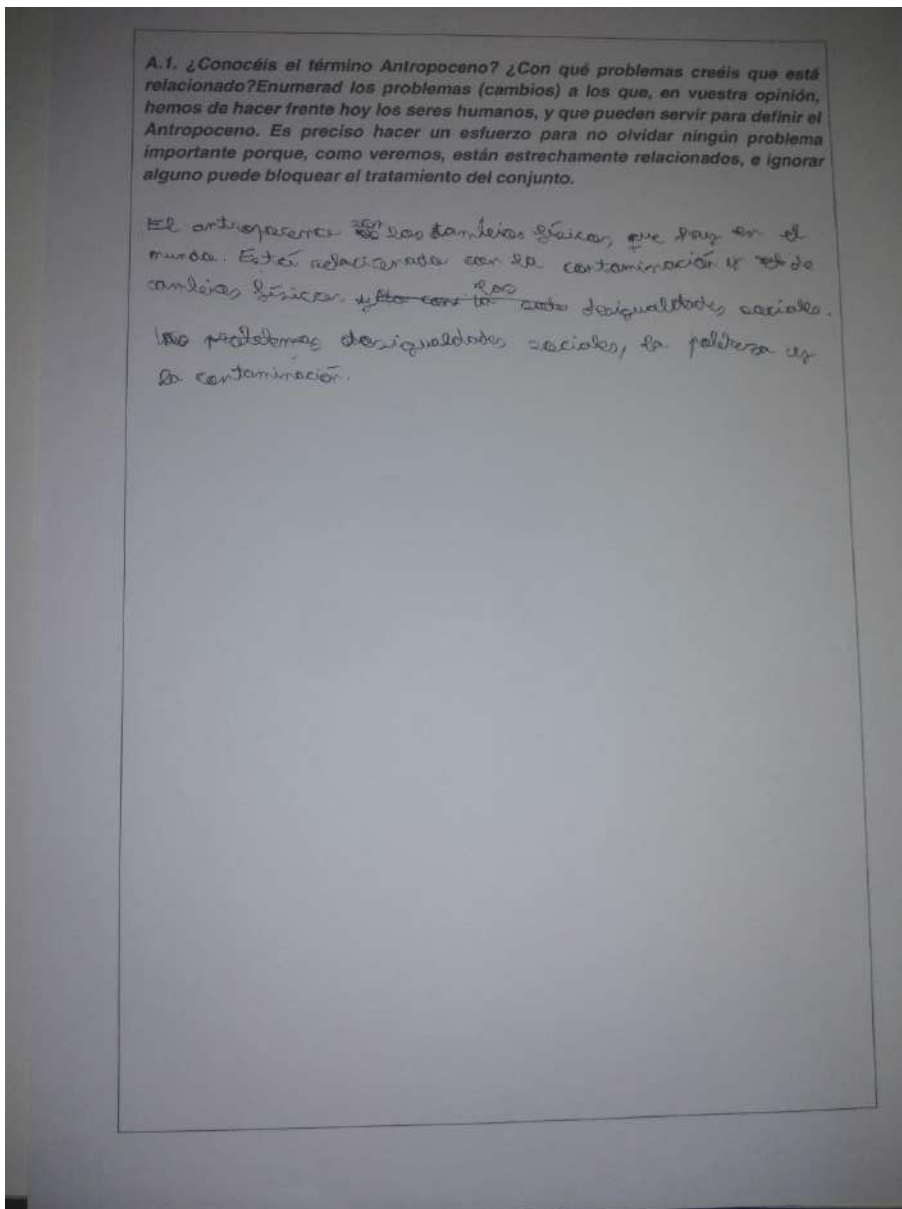 A.1. ¿Conocéis el término Antropoceno? ¿Con qué problemas creéis que está
relacionado?Enumerad los problemas (cambios) a los que, en vuestra opinión,
hemos de hacer frente hoy los seres humanos, y que pueden servir para definir el
Antropoceno. Es preciso hacer un esfuerzo para no olvidar ningún problema
importante porque, como veremos, están estrechamente relacionados, e ignorar
alguno puede bloquear el tratamiento del conjunto.
El son los cambios físicos, que hay en el
mundo. Está relacionado con la contaminación y de
cambios físicos los desigualdades sociales.
los problemas desigualdades sociales, la pobreza y
la contaminación.